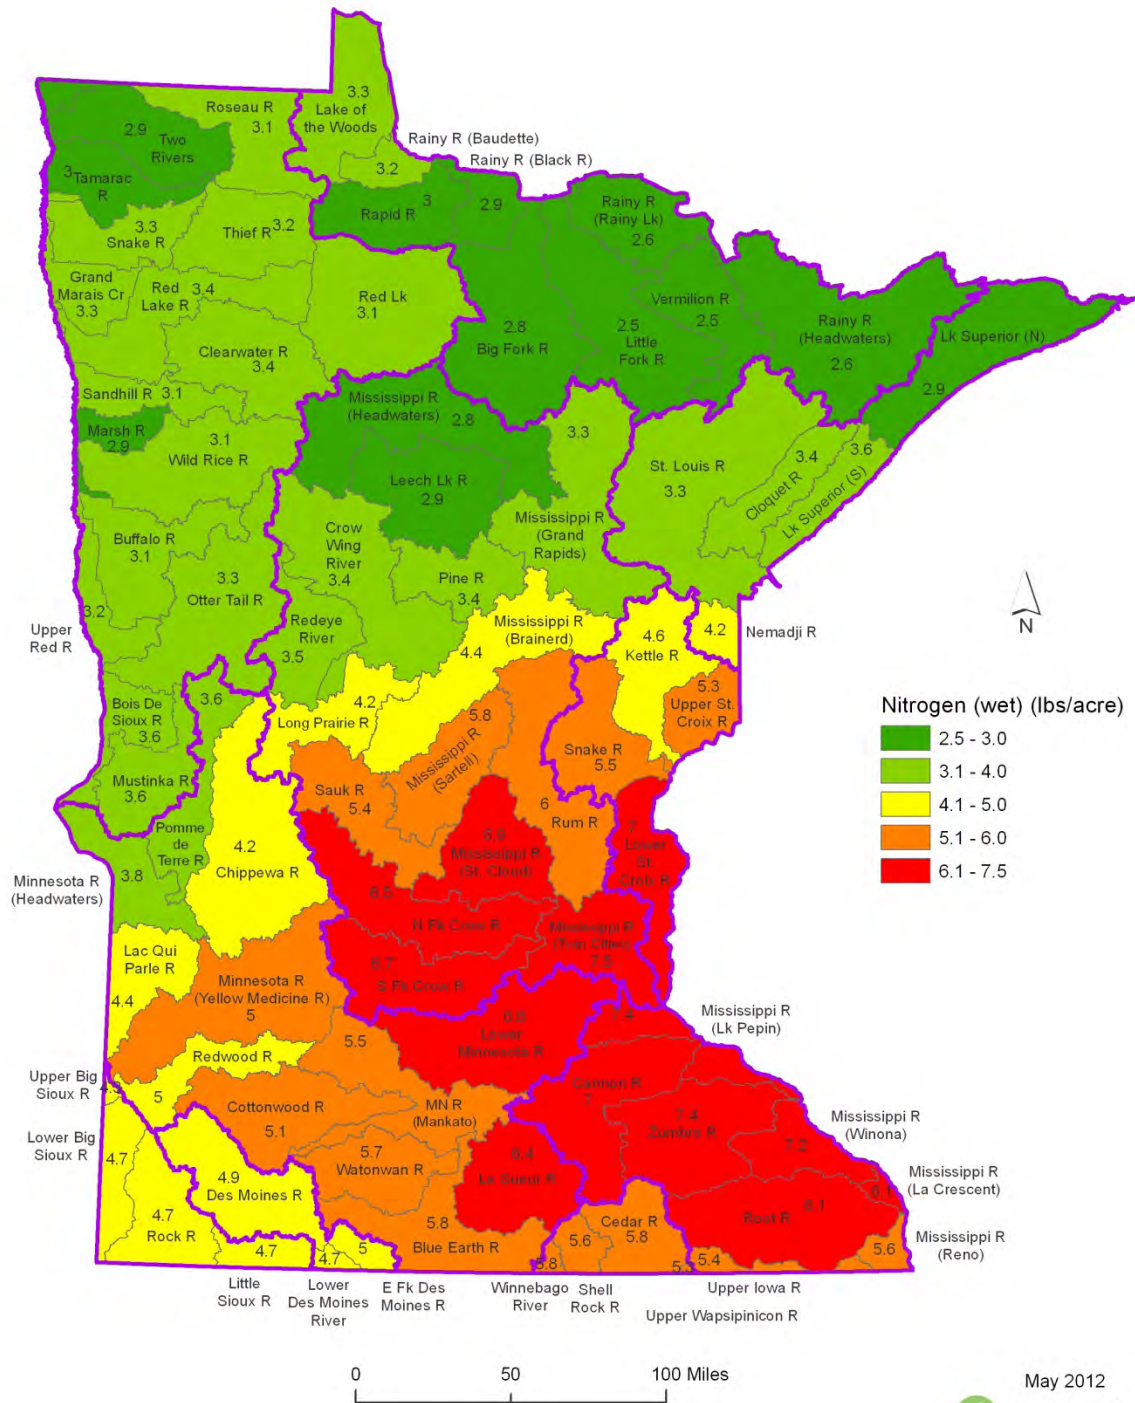 3.3
Lake of
the Woods
Roseau R
3.1
Rainy R (Baudette)
3.2
Rainy R (Black R)
2.9
Two
Rivers
3
Tamarac
R
3
Rapid R
2.9
Rainy R
(Rainy Lk)
2.6
3.3
Snake R
3.2
Thief R
Grand
Marais Cr
3.3
Red
Lake R
3.4
Red Lk
3.1
Vermilion R
2.5
Rainy R
(Headwaters)
2.6
Lk Superior (N)
2.9
2.8
Big Fork R
2.5
Little
Fork R
Clearwater R
3.4
Sandhill R
3.1
Mississippi R
(Headwaters)
2.8
Marsh R
2.9
3.1
Wild Rice R
Leech Lk R
2.9
3.3
Mississippi R
(Grand
Rapids)
St. Louis R
3.3
3.4
Cloquet R
3.6
Lk Superior (S)
Buffalo R
3.1
3.3
Otter Tail R
Crow
Wing
River
3.4
Pine R
3.4
3.2
Upper
Red R
Redeye
River
3.5
Mississippi R
(Brainerd)
4.4
4.6
Kettle R
4.2
Nemadji R
N
Bois De
Sioux R
3.6
3.6
4.2
Long Prairie R
5.8
Mississippi R
(Sartell)
5.3
Upper St.
Croix R
Snake R
5.5
Nitrogen (wet) (lbs/acre)
2.5 - 3.0
3.1 - 4.0
4.1 - 5.0
5.1 - 6.0
6.1 - 7.5
Mustinka R
3.6
Sauk R
5.4
6
Rum R
Pomme
de
Terre R
4.2
Chippewa R
6.9
Mississippi R
(St. Cloud)
7
Lower
St.
Croix R
3.8
Minnesota R
(Headwaters)
6.5
N Fk Crow R
Mississippi R
(Twin Cities)
7.5
Lac Qui
Parle R
4.4
Minnesota R
(Yellow Medicine R)
5
6.7
S Fk Crow R
Lower
Minnesota R
7.4
Mississippi R
(Lk Pepin)
5.5
Redwood R
5
Upper Big
Sioux R
4.3
Cottonwood R
5.1
MN R
(Mankato)
Cannon R
7
7.4
Zumbro R
7.2
Mississippi R
(Winona)
Lower Big
Sioux R
4.7
4.9
Des Moines R
5.7
Watonwan R
6.4
Le Sueur R
6.1
Mississippi R
(La Crescent)
6.1
Root R
4.7
Rock R
5.8
Blue Earth R
Cedar R
5.8
5.6
5.6
Mississippi R
(Reno)
4.7
Little
Sioux R
4.7
Lower
Des Moines
River
5
E Fk Des
Moines R
5.8
Winnebago
River
Shell
Rock R
5.4
Upper Iowa R
Upper Wapsipinicon R
0 50 100 Miles
May 2012